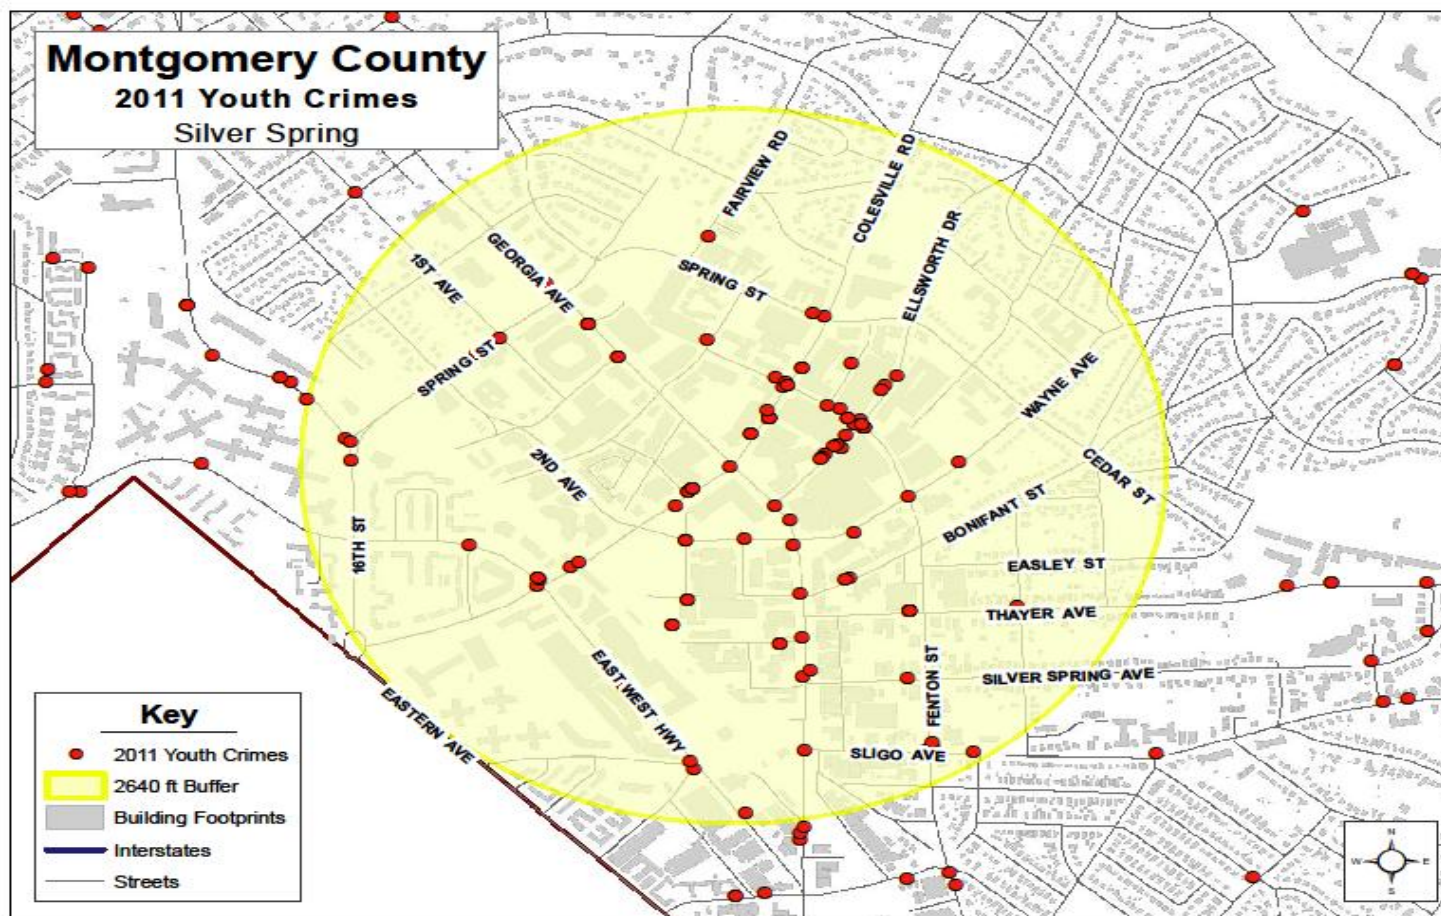 Montgomery County
2011 Youth Crimes
Silver Spring
FAIRVIEW RD
COLESVILLE RD
ELLSWORTH DR
GEORGIA AVE
1ST AVE
SPRING ST
SPRING ST
WAYNE AVE
2ND AVE
CEDAR ST
BONIFANT ST
16TH ST
EASLEY ST
THAYER AVE
EAST WEST HWY
FENTON ST
SILVER SPRING AVE
EASTERN AVE
SLIGO AVE
Key
2011 Youth Crimes
2640 ft Buffer
Building Footprints
Interstates
Streets
N
W
E
S